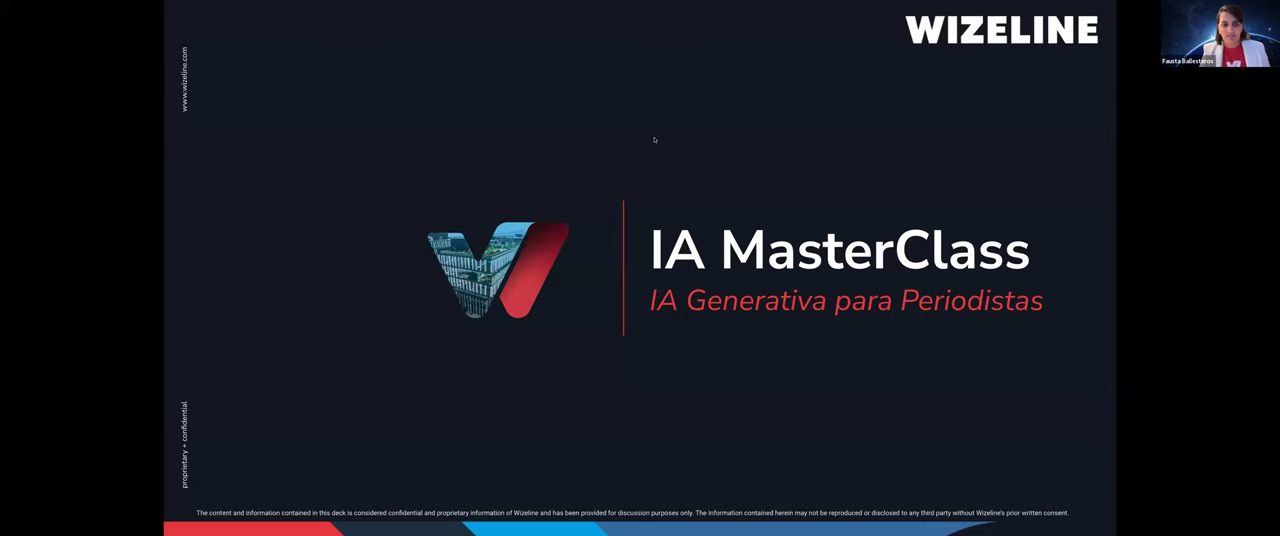 WIZELINE
Fausta Ballesteros
www.wizeline.com
IA MasterClass
IA Generativa para Periodistas
proprietary + confidential
The content and information contained in this deck is considered confidential and proprietary information of Wizeline and has been provided for discussion purposes only. The Information contained herein may not be reproduced or disclosed to any third party without Wizeline's prior written consent.